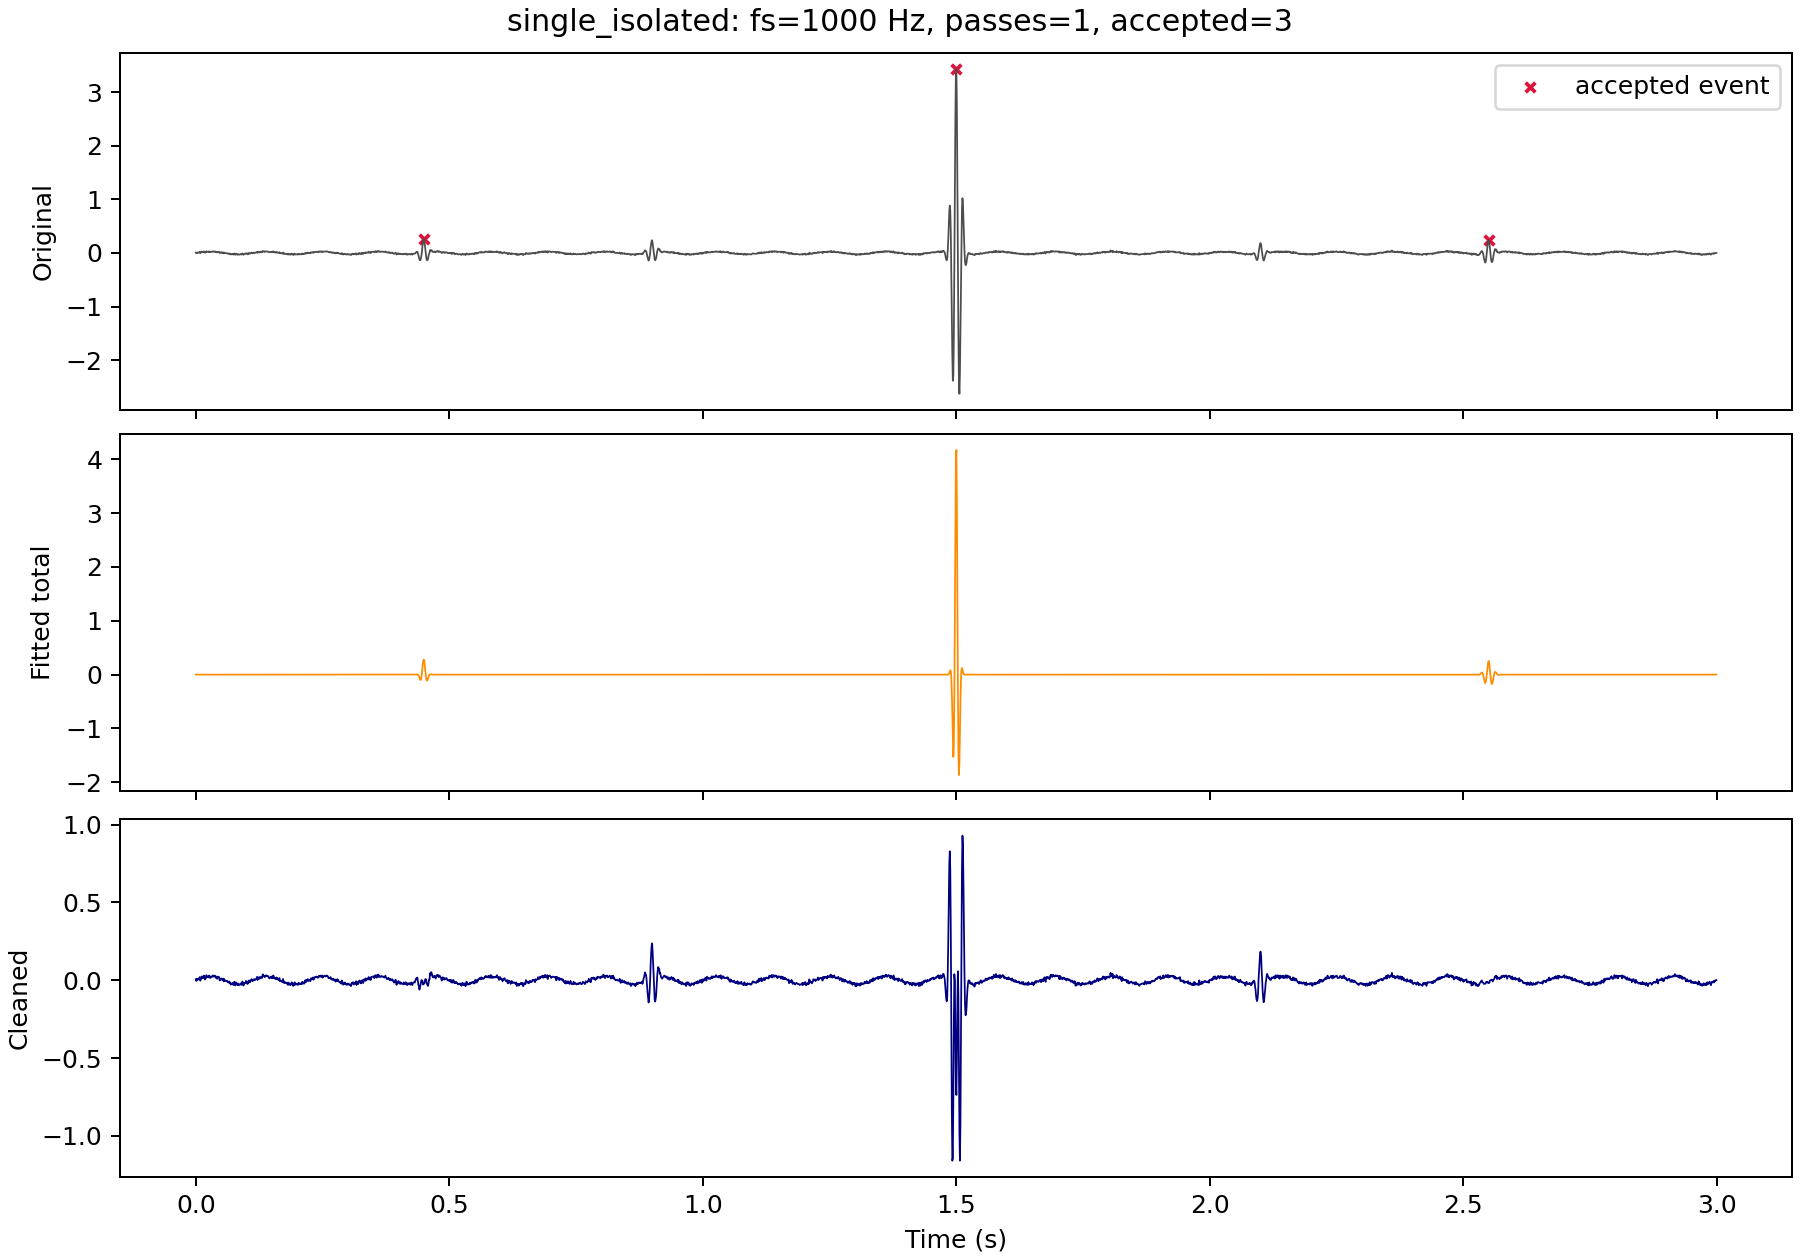 single_isolated: fs=1000 Hz, passes=1, accepted=3
accepted event
Original
3
2
1
0
−1
−2
Fitted total
4
3
2
1
0
−1
−2
Cleaned
1.0
0.5
0.0
−0.5
−1.0
0.0 0.5 1.0 1.5 2.0 2.5 3.0
Time (s)